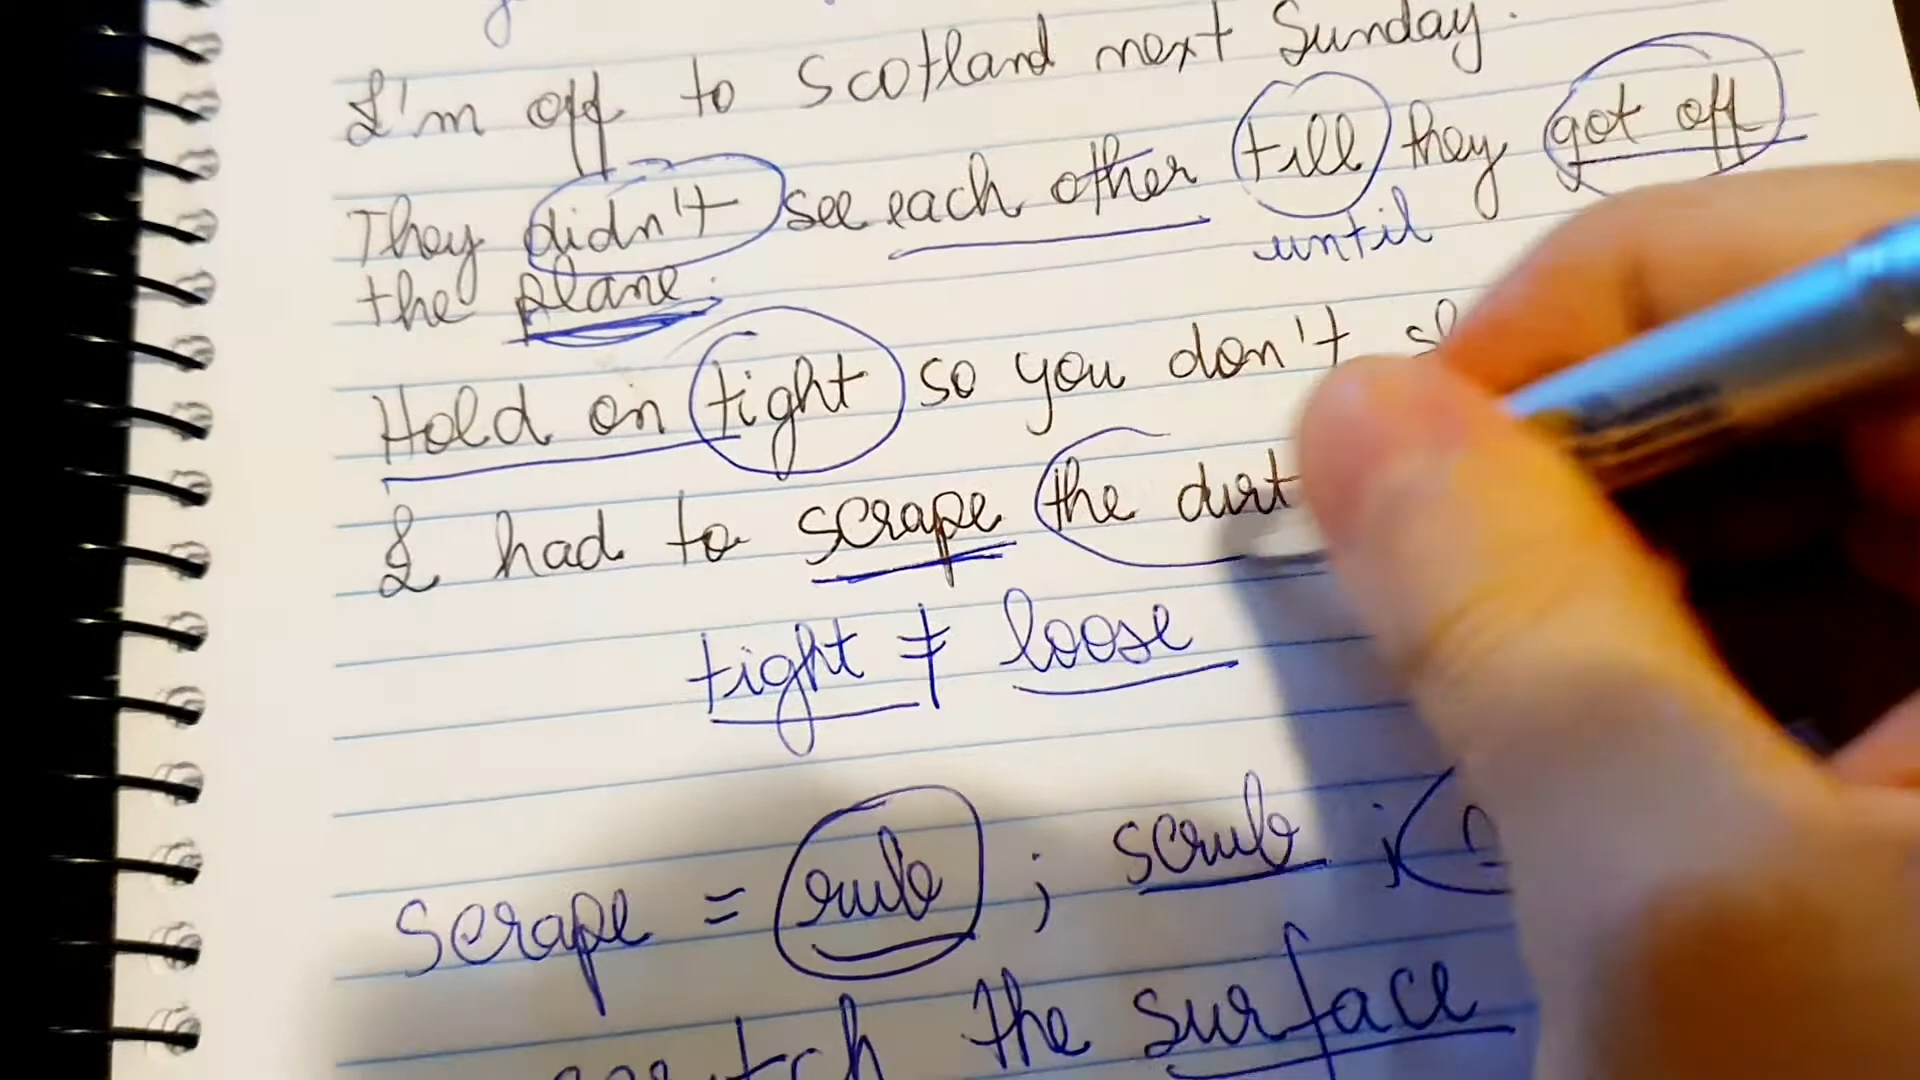 I'm off to Scotland next Sunday.
They didn't see each other till they got off
until
the plane.
Hold on tight so you don't
I had to scrape the dirt
tight ≠ loose
scrape = rub ; scrub ;
the surface